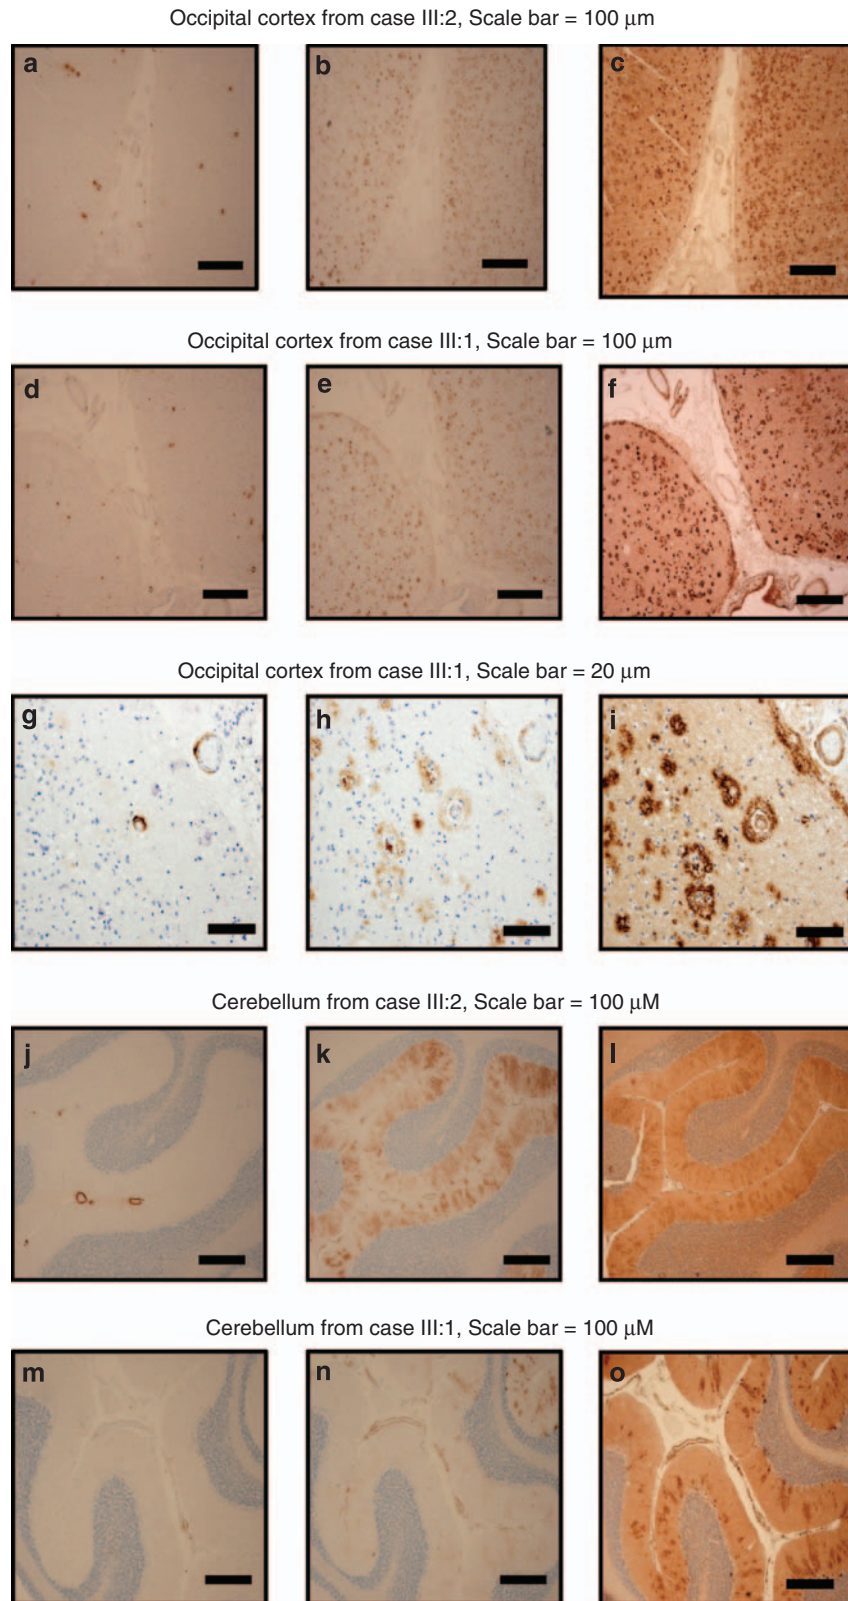 Occipital cortex from case III:2, Scale bar = 100 μm
a b c
Occipital cortex from case III:1, Scale bar = 100 μm
d e f
Occipital cortex from case III:1, Scale bar = 20 μm
g h i
Cerebellum from case III:2, Scale bar = 100 μM
j k l
Cerebellum from case III:1, Scale bar = 100 μM
m n o